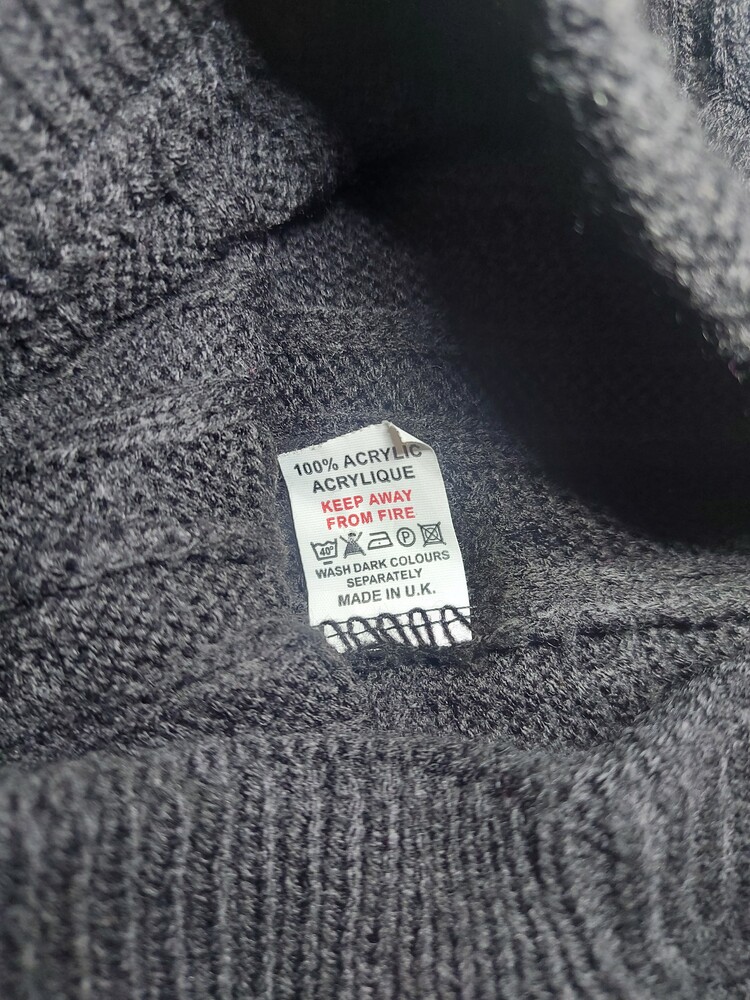 100% ACRYLIC
ACRYLIQUE
KEEP AWAY
FROM FIRE
40° P
WASH DARK COLOURS
SEPARATELY
MADE IN U.K.